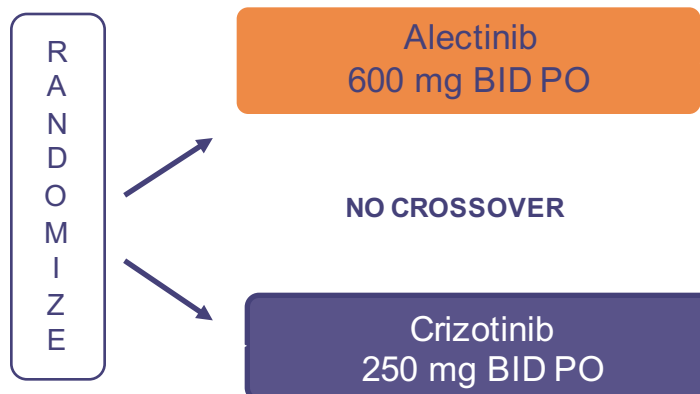 R
A
N
D
O
M
I
Z
E
Alectinib
600 mg BID PO
NO CROSSOVER
Crizotinib
250 mg BID PO